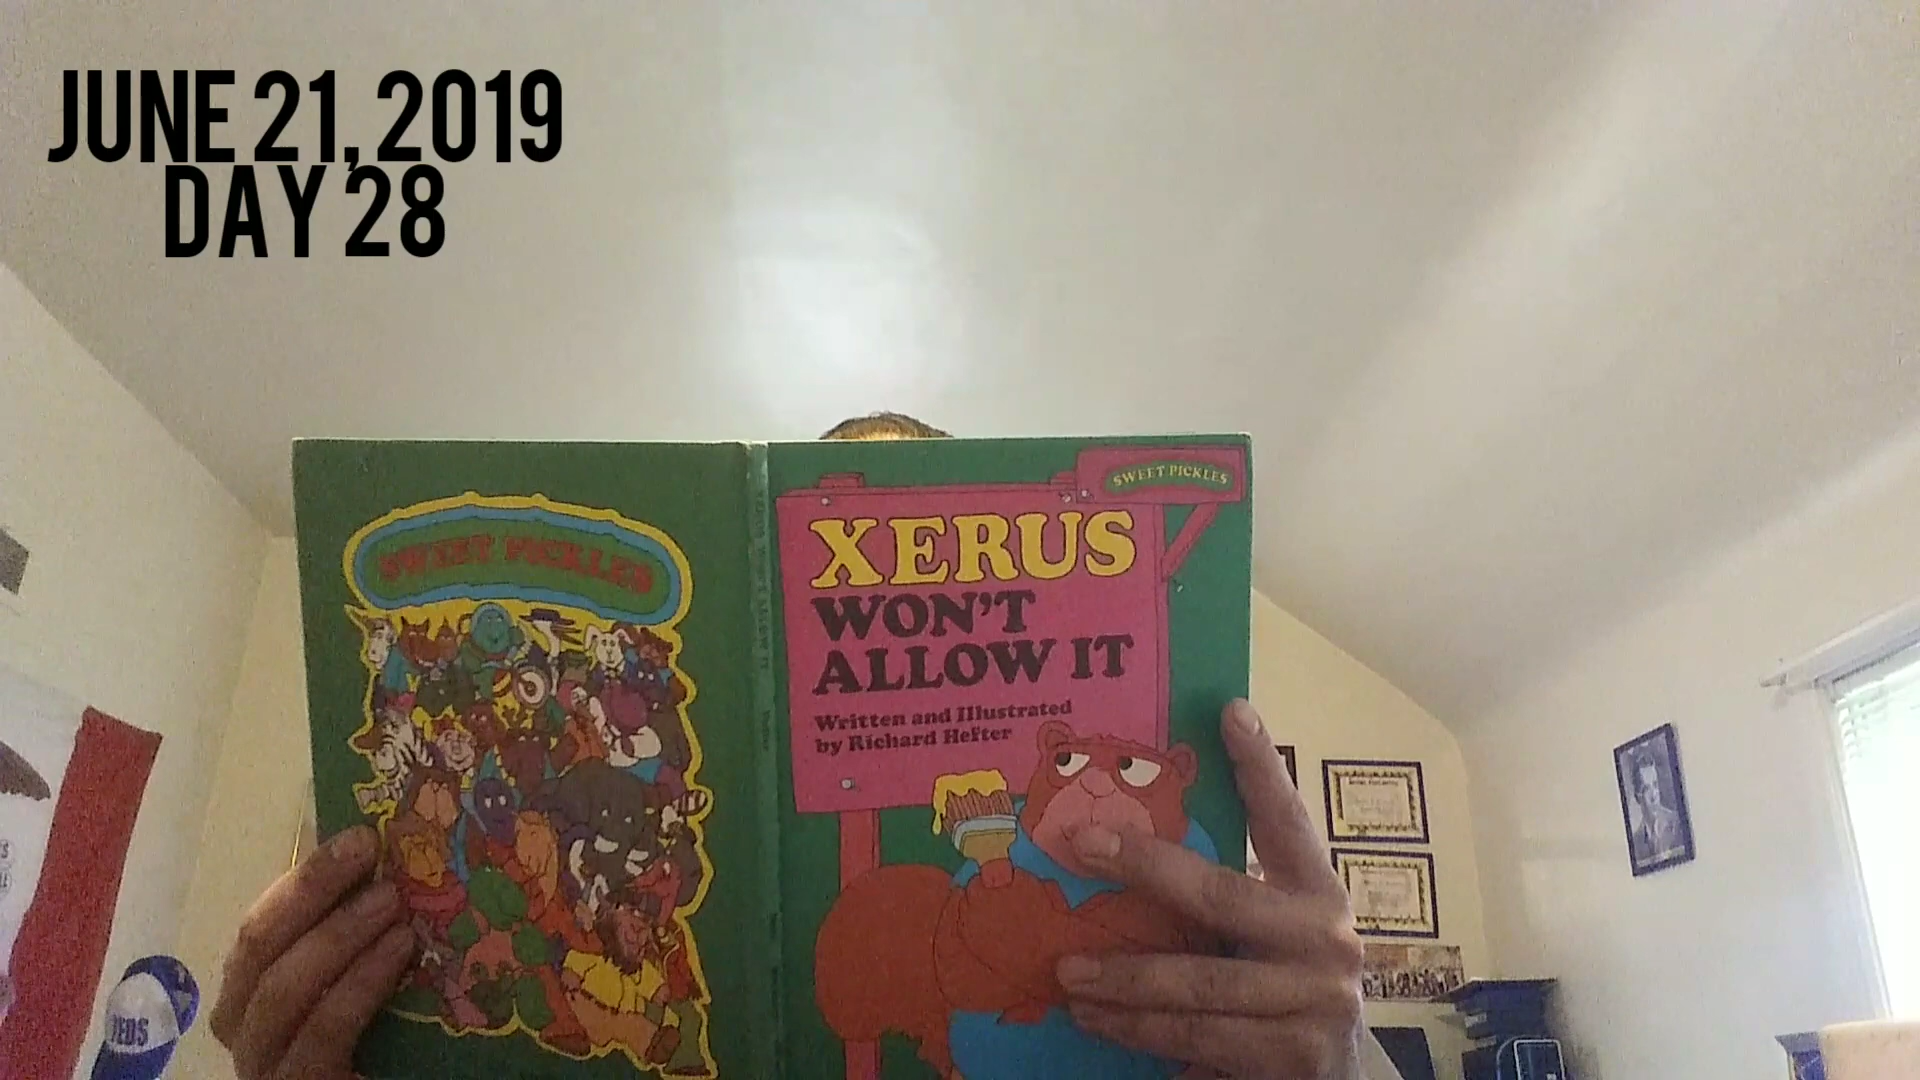 JUNE 21, 2019
DAY 28
SWEET PICKLES
SWEET PICKLES
XERUS
WON'T
ALLOW IT
Written and Illustrated
by Richard Hefter